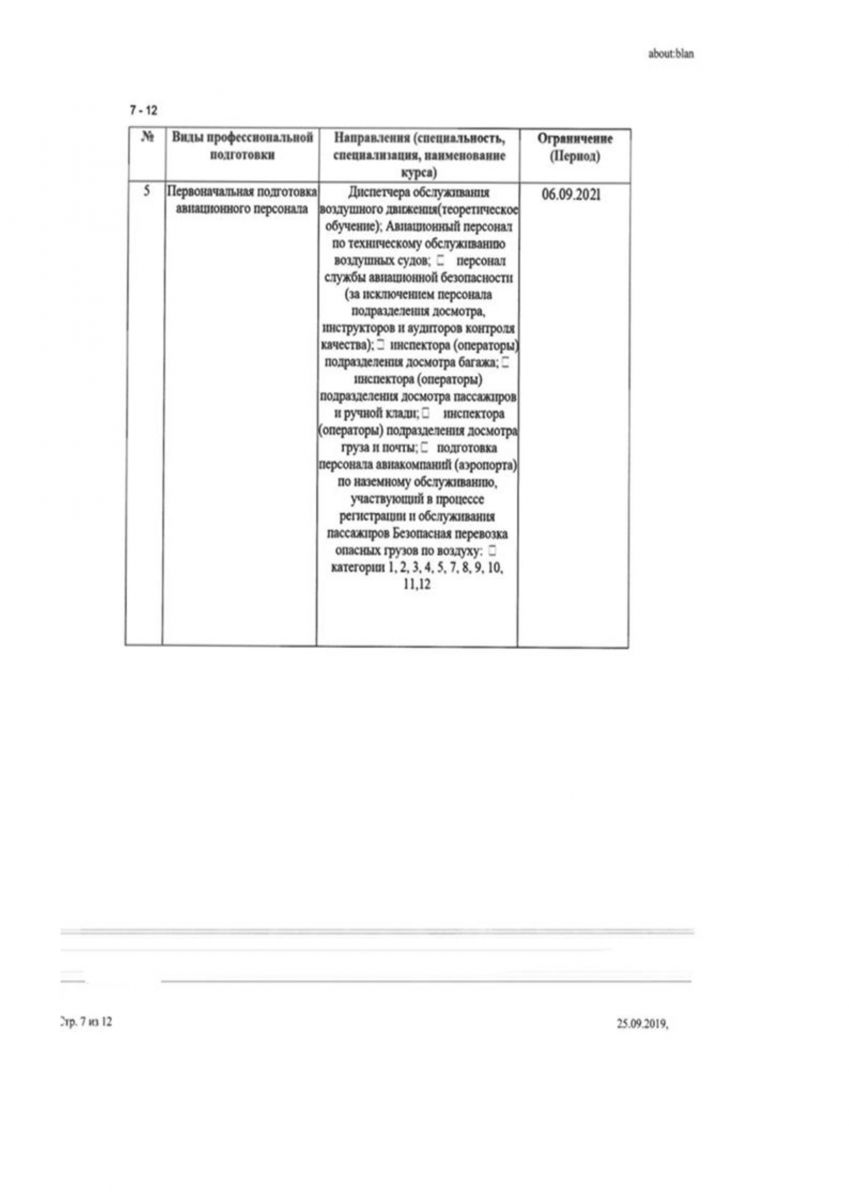 about:blan
7 - 12
№
Виды профессиональной
подготовки
Направления (специальность,
специализация, наименование
курса)
Ограничение
(Период)
5
Первоначальная подготовка
авиационного персонала
Диспетчера обслуживания
воздушного движения(теоретическое
обучение); Авиационный персонал
по техническому обслуживанию
воздушных судов; □ персонал
службы авиационной безопасности
(за исключением персонала
подразделения досмотра,
инструкторов и аудиторов контроля
качества); □ инспектора (операторы)
подразделения досмотра багажа; □
инспектора (операторы)
подразделения досмотра пассажиров
и ручной клади; □ инспектора
(операторы) подразделения досмотра
груза и почты; □ подготовка
персонала авиакомпаний (аэропорта)
по наземному обслуживанию,
участвующий в процессе
регистрации и обслуживания
пассажиров Безопасная перевозка
опасных грузов по воздуху: □
категории 1, 2, 3, 4, 5, 7, 8, 9, 10,
11,12
06.09.2021
Стр. 7 из 12
25.09.2019,